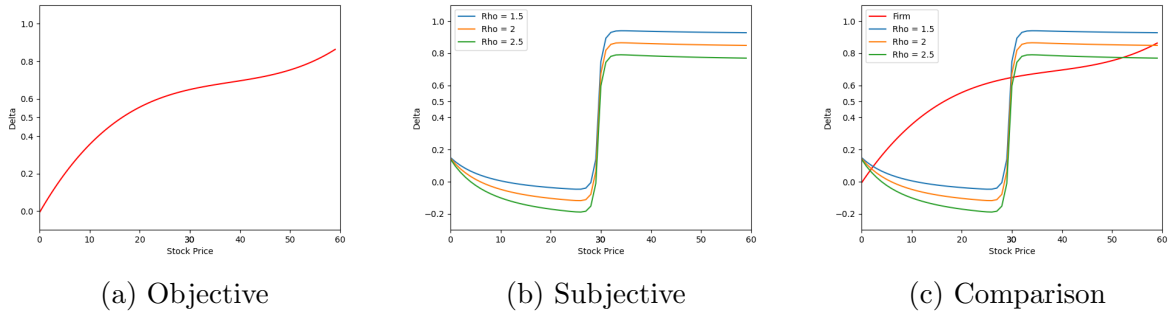 1.0
0.8
0.6
0.5
0.4
0.2
0.0
Delta
0
10
20
30
40
50
60
Stock Price
(a) Objective
Rho = 1.5
Rho = 2
Rho = 2.5
1.0
0.8
0.6
0.5
0.4
0.2
0.0
−0.2
Delta
0
10
20
30
40
50
60
Stock Price
(b) Subjective
Firm
Rho = 1.5
Rho = 2
Rho = 2.5
1.0
0.8
0.6
0.5
0.4
0.2
0.0
−0.2
Delta
0
10
20
30
40
50
60
Stock Price
(c) Comparison